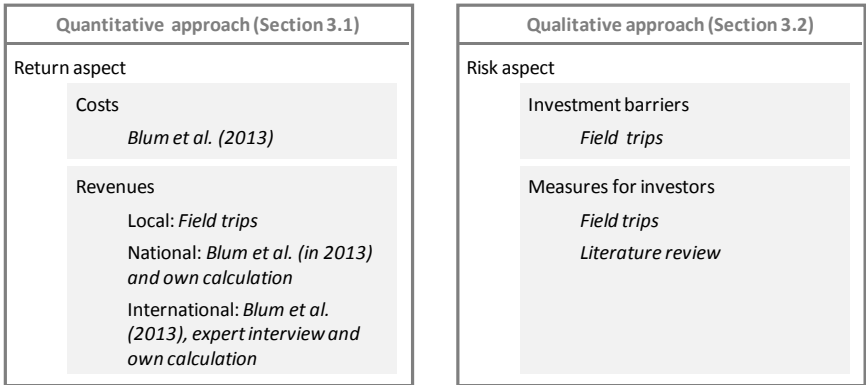 Quantitative approach (Section 3.1)
Return aspect
Costs
Blum et al. (2013)
Revenues
Local: Field trips
National: Blum et al. (in 2013)
and own calculation
International: Blum et al.
(2013), expert interview and
own calculation
Qualitative approach (Section 3.2)
Risk aspect
Investment barriers
Field trips
Measures for investors
Field trips
Literature review